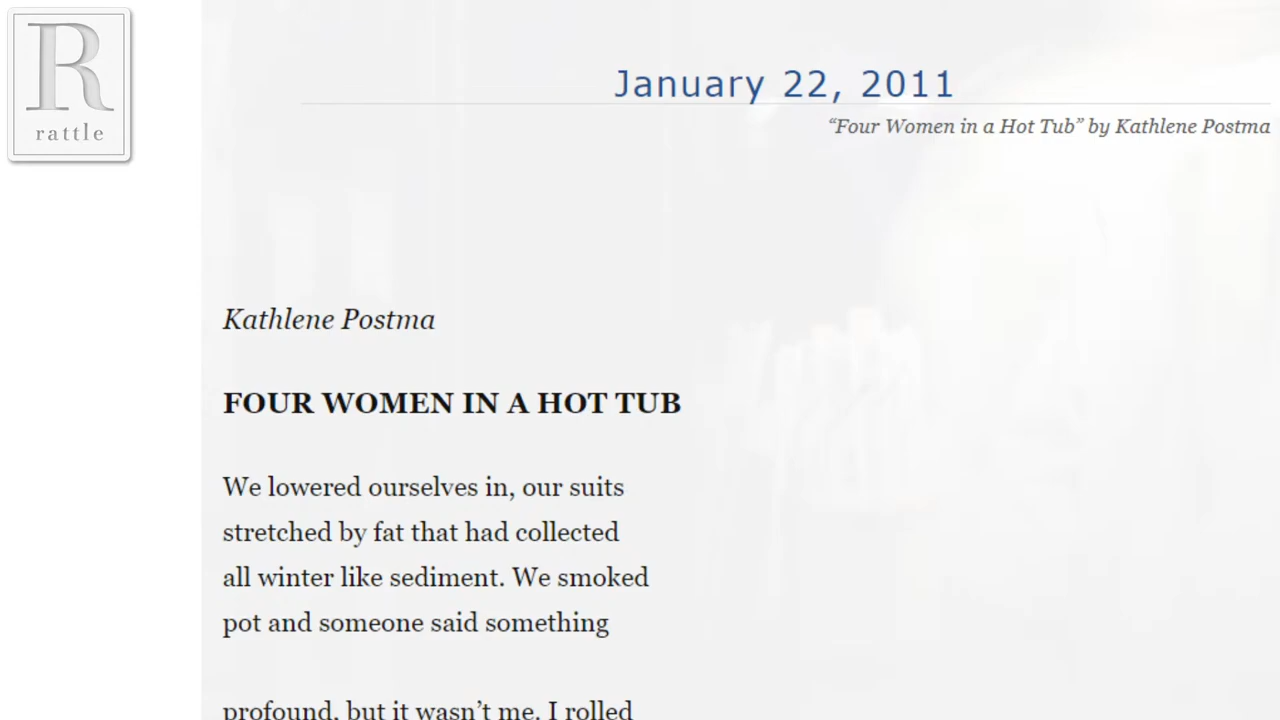 R
rattle
January 22, 2011
“Four Women in a Hot Tub” by Kathlene Postma
Kathlene Postma
FOUR WOMEN IN A HOT TUB
We lowered ourselves in, our suits
stretched by fat that had collected
all winter like sediment. We smoked
pot and someone said something
profound, but it wasn’t me. I rolled